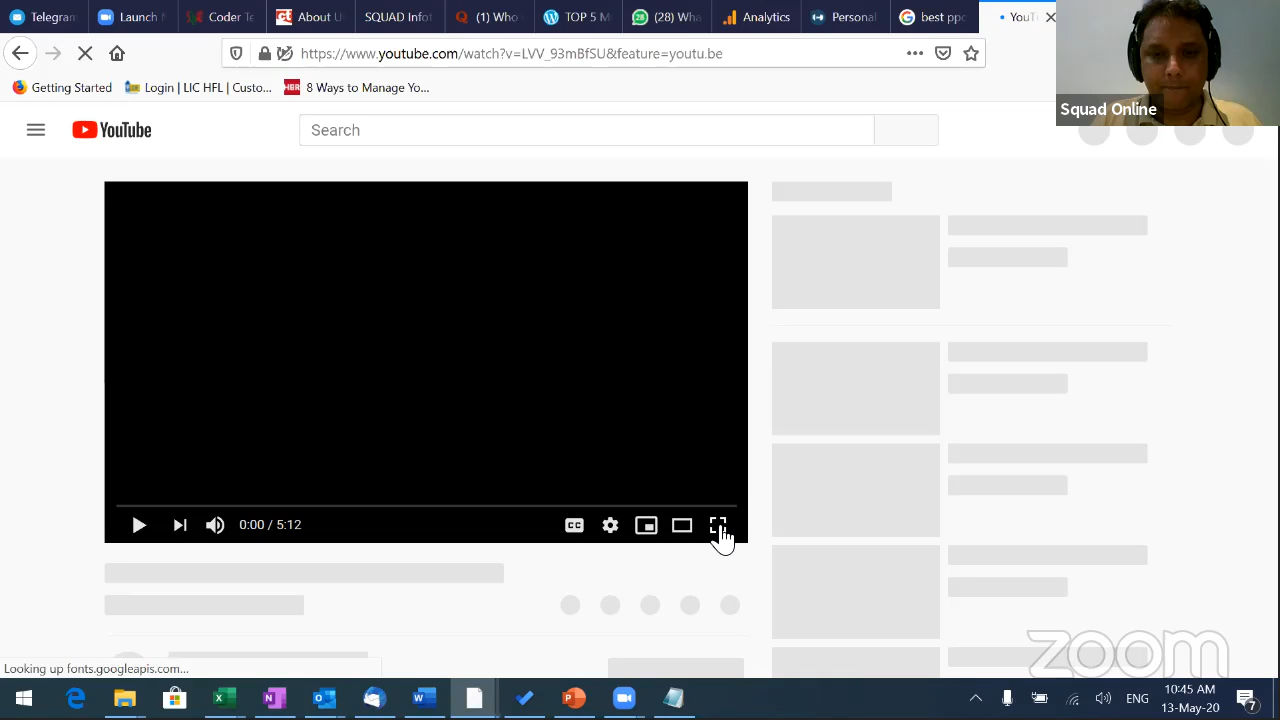 Telegram
Launch M
Coder Te
About U
SQUAD Infot
(1) Who
TOP 5 M
(28) Wha
Analytics
Personal
best ppc
YouT
https://www.youtube.com/watch?v=LVV_93mBfSU&feature=youtu.be
Squad Online
Getting Started
Login | LIC HFL | Custo...
HBR
8 Ways to Manage Yo...
YouTube
Search
0:00 / 5:12
CC
zoom
Looking up fonts.googleapis.com...
ENG
10:45 AM
13-May-20
7